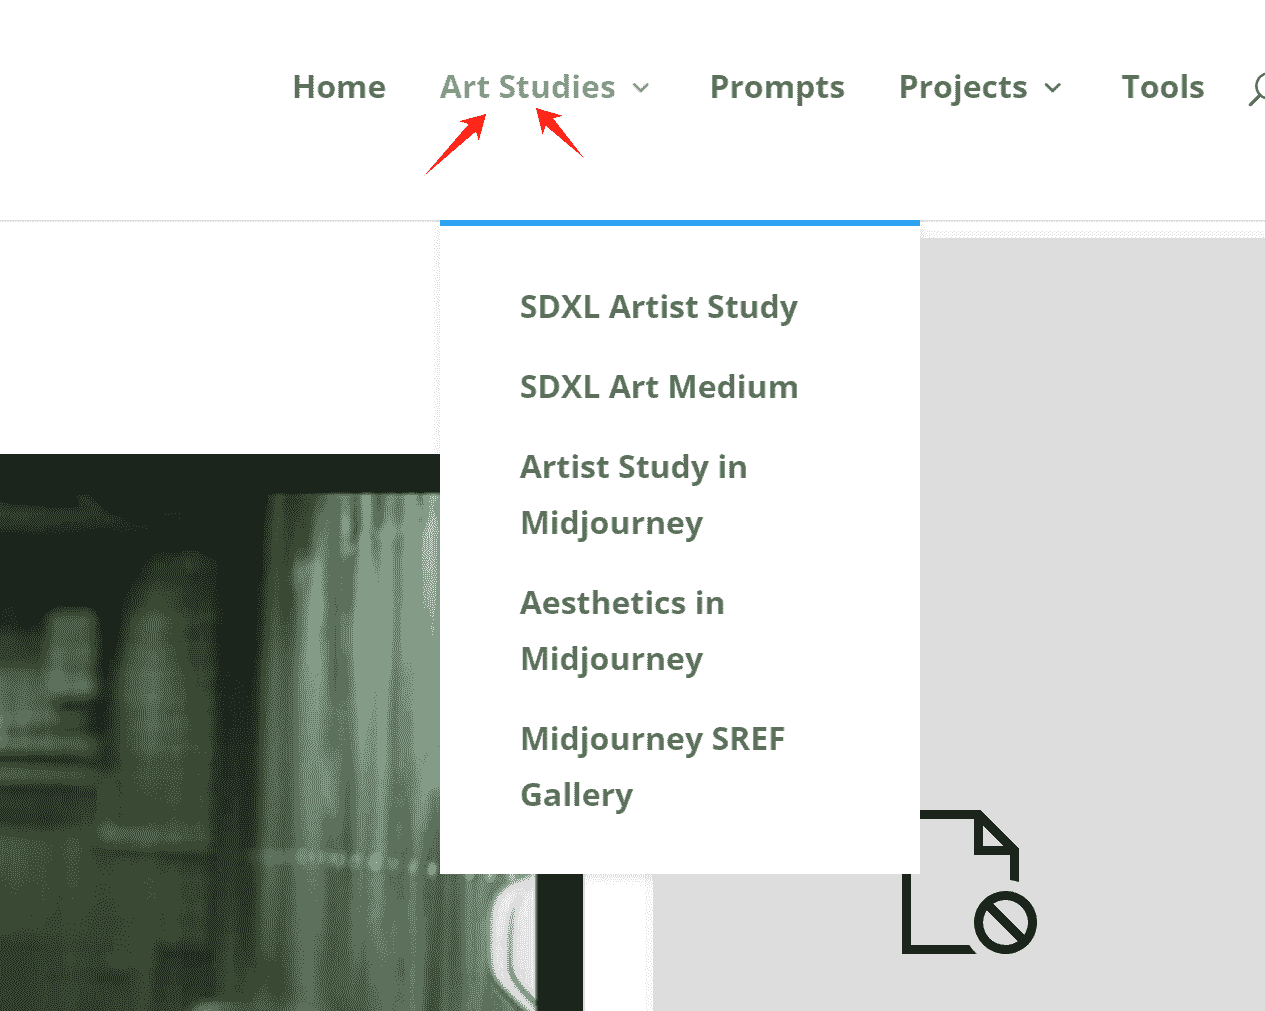 Home Art Studies Prompts Projects Tools
SDXL Artist Study
SDXL Art Medium
Artist Study in
Midjourney
Aesthetics in
Midjourney
Midjourney SREF
Gallery